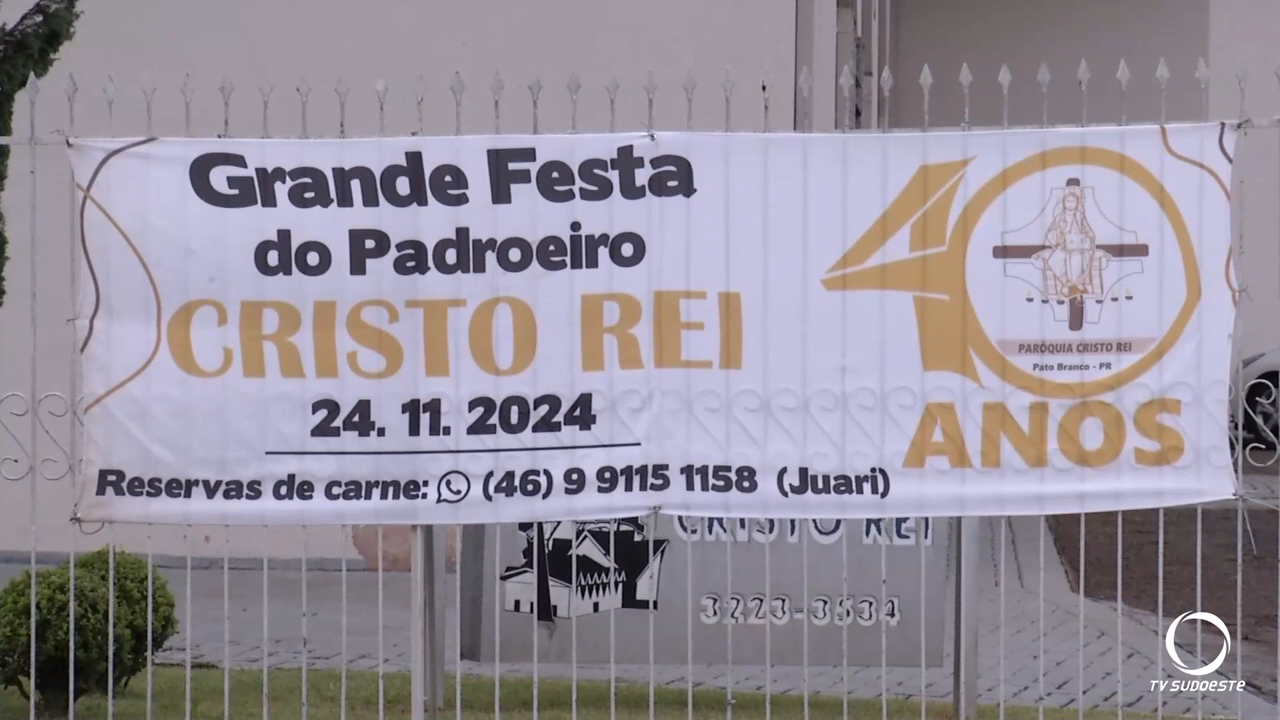 Grande Festa
do Padroeiro
CRISTO REI
24. 11. 2024
Reservas de carne: (46) 9 9115 1158 (Juari)
40
PARÓQUIA CRISTO REI
Pato Branco - PR
ANOS
CRISTO REI
3223-3534
TV SUDOESTE